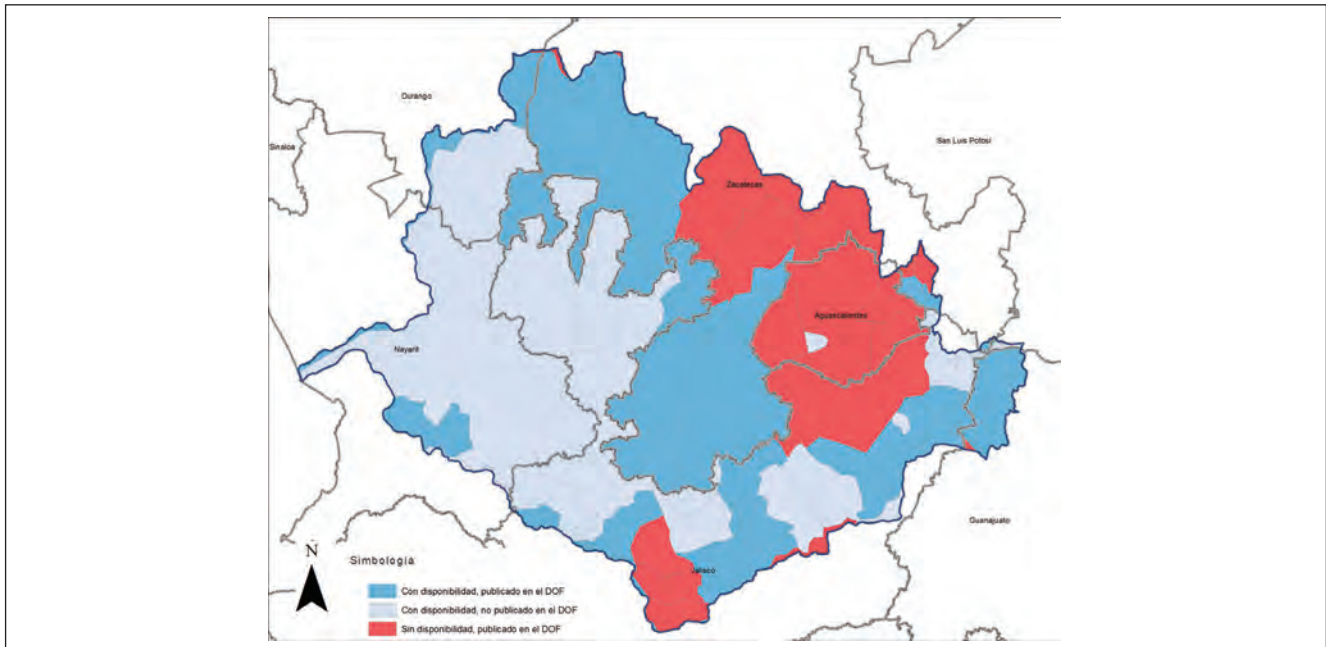 Durango
Sinaloa
San Luis Potosí
Zacatecas
Aguascalientes
Nayarit
Guanajuato
Jalisco
N
Simbología
Con disponibilidad, publicado en el DOF
Con disponibilidad, no publicado en el DOF
Sin disponibilidad, publicado en el DOF